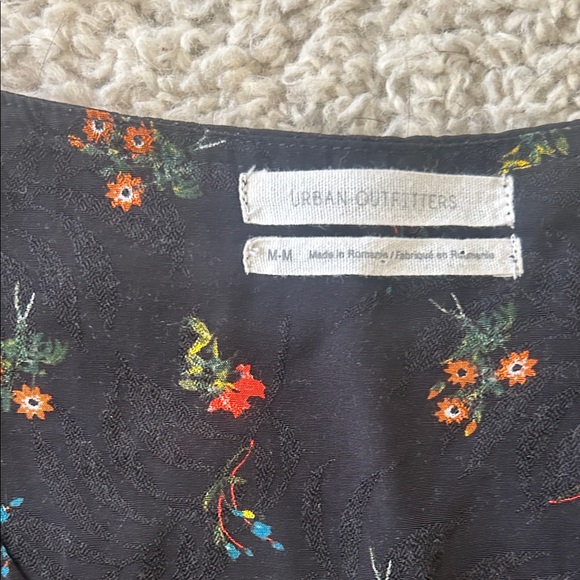 URBAN OUTFITTERS
M-M Made in Romania / Fabriqué en Roumanie